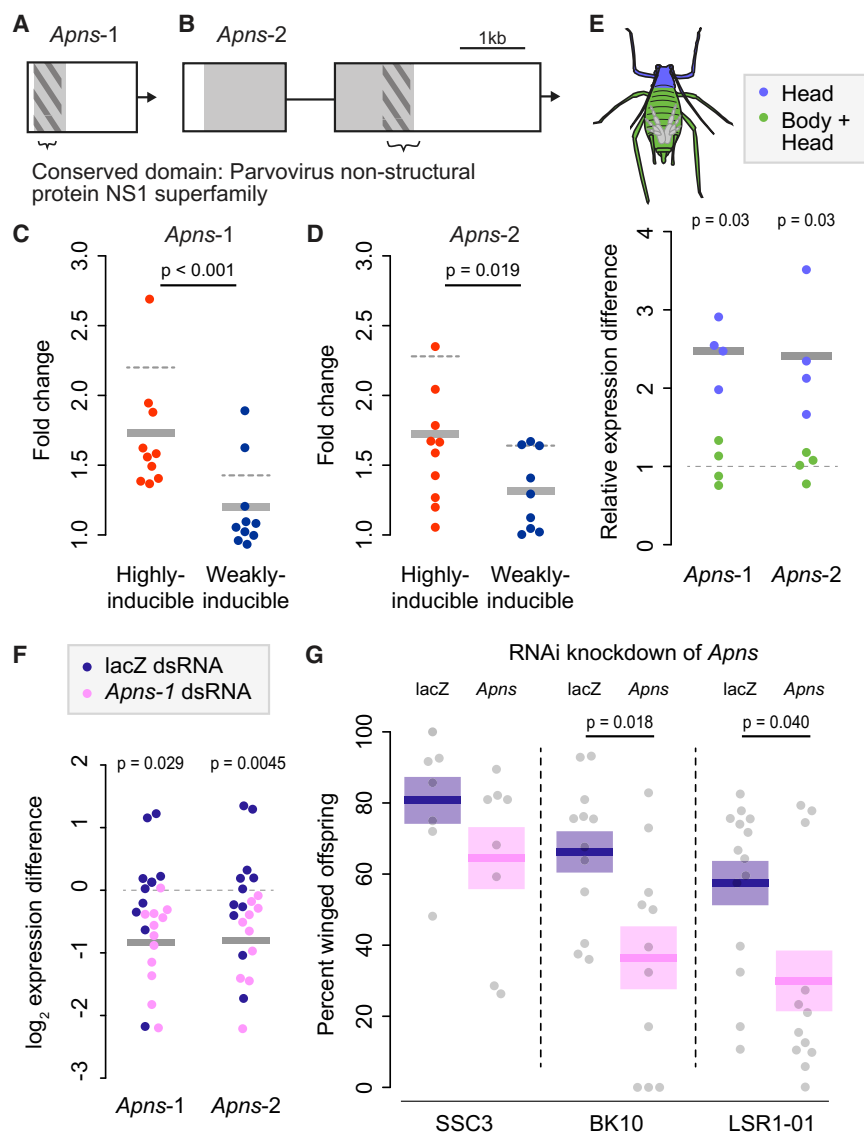 A
Apns-1
B
Apns-2
1kb
Conserved domain: Parvovirus non-structural
protein NS1 superfamily
E
Head
Body +
Head
C
Apns-1
p < 0.001
Fold change
3.0
2.5
2.0
1.5
1.0
Highly-
inducible
Weakly-
inducible
D
Apns-2
p = 0.019
Fold change
3.0
2.5
2.0
1.5
1.0
Highly-
inducible
Weakly-
inducible
p = 0.03
p = 0.03
Relative expression difference
4
3
2
1
0
Apns-1
Apns-2
F
lacZ dsRNA
Apns-1 dsRNA
p = 0.029
p = 0.0045
log2 expression difference
2
1
0
-1
-2
-3
Apns-1
Apns-2
G
RNAi knockdown of Apns
lacZ
Apns
lacZ
Apns
lacZ
Apns
p = 0.018
p = 0.040
Percent winged offspring
100
80
60
40
20
0
SSC3
BK10
LSR1-01